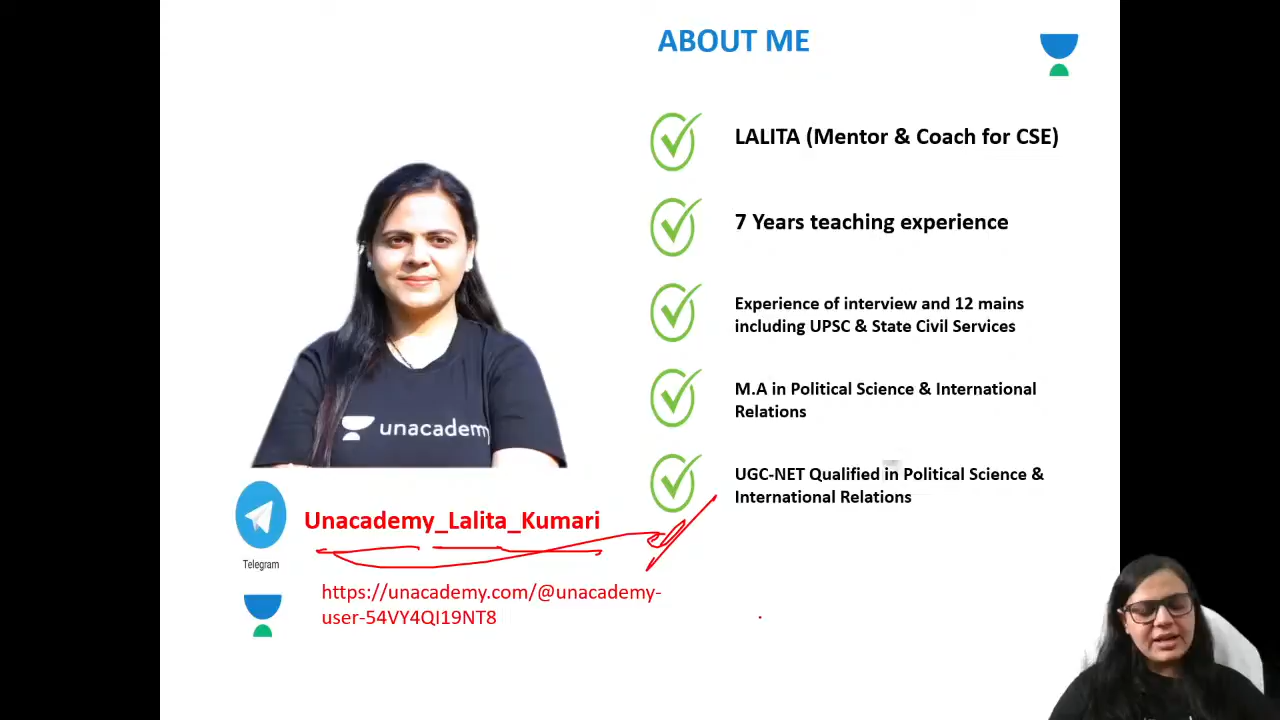 ABOUT ME
LALITA (Mentor & Coach for CSE)
7 Years teaching experience
Experience of interview and 12 mains
including UPSC & State Civil Services
M.A in Political Science & International
Relations
UGC-NET Qualified in Political Science &
International Relations
unacademy
Unacademy_Lalita_Kumari
Telegram
https://unacademy.com/@unacademy-
user-54VY4QI19NT8